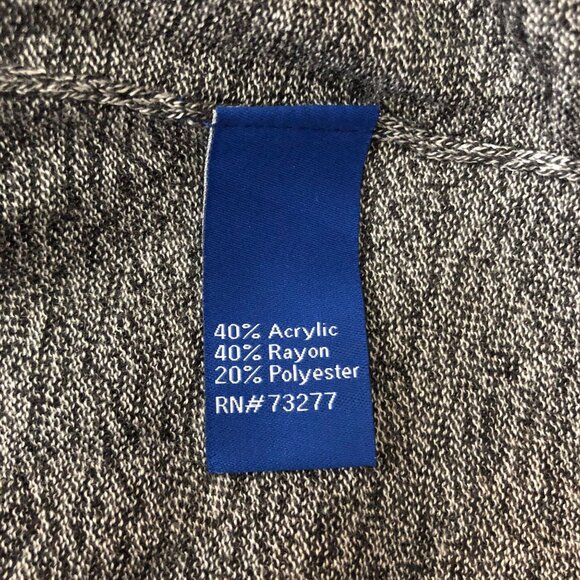 40% Acrylic
40% Rayon
20% Polyester
RN# 73277